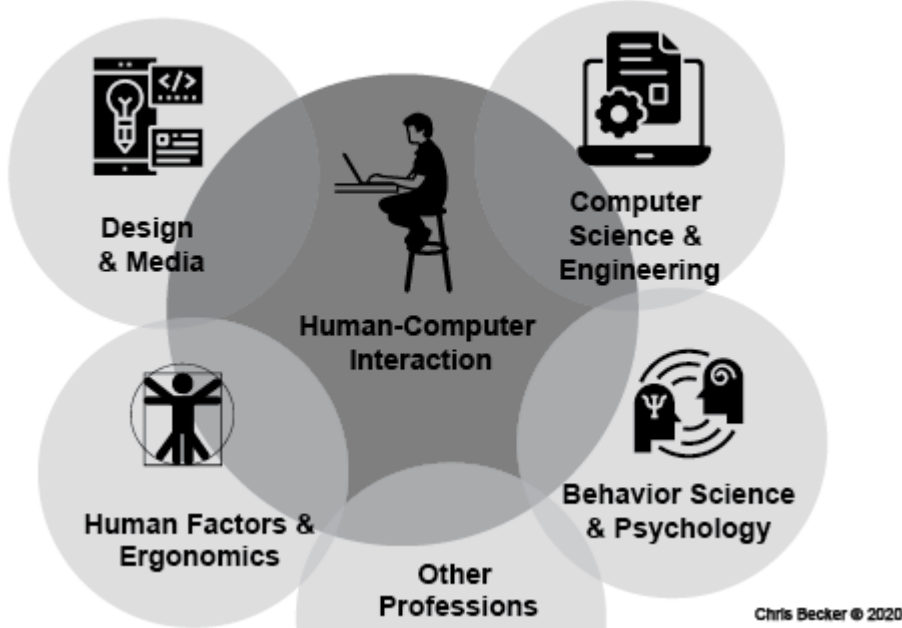 </>
Design
& Media
Computer
Science &
Engineering
Human-Computer
Interaction
Ψ
Human Factors &
Ergonomics
Behavior Science
& Psychology
Other
Professions
Chris Becker © 2020